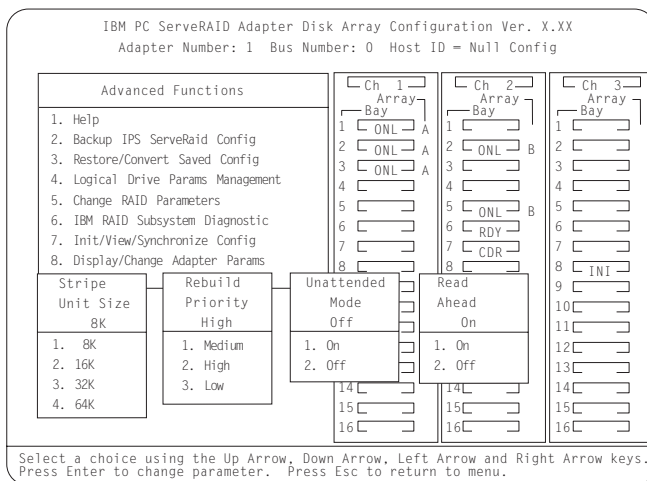 IBM PC ServeRAID Adapter Disk Array Configuration Ver. X.XX
Adapter Number: 1 Bus Number: 0 Host ID = Null Config
Advanced Functions
1. Help
2. Backup IPS ServeRaid Config
3. Restore/Convert Saved Config
4. Logical Drive Params Management
5. Change RAID Parameters
6. IBM RAID Subsystem Diagnostic
7. Init/View/Synchronize Config
8. Display/Change Adapter Params
Stripe
Unit Size
8K
1. 8K
2. 16K
3. 32K
4. 64K
Rebuild
Priority
High
1. Medium
2. High
3. Low
Unattended
Mode
Off
1. On
2. Off
Read
Ahead
On
1. On
2. Off
Ch 1
Array
Bay
1 ONL A
2 ONL A
3 ONL A
4
5
6
7
8
14
15
16
Ch 2
Array
Bay
1
2 ONL B
3
4
5 ONL B
6 RDY
7 CDR
8
14
15
16
Ch 3
Array
Bay
1
2
3
4
5
6
7
8 INI
9
10
11
12
13
14
15
16
Select a choice using the Up Arrow, Down Arrow, Left Arrow and Right Arrow keys.
Press Enter to change parameter. Press Esc to return to menu.